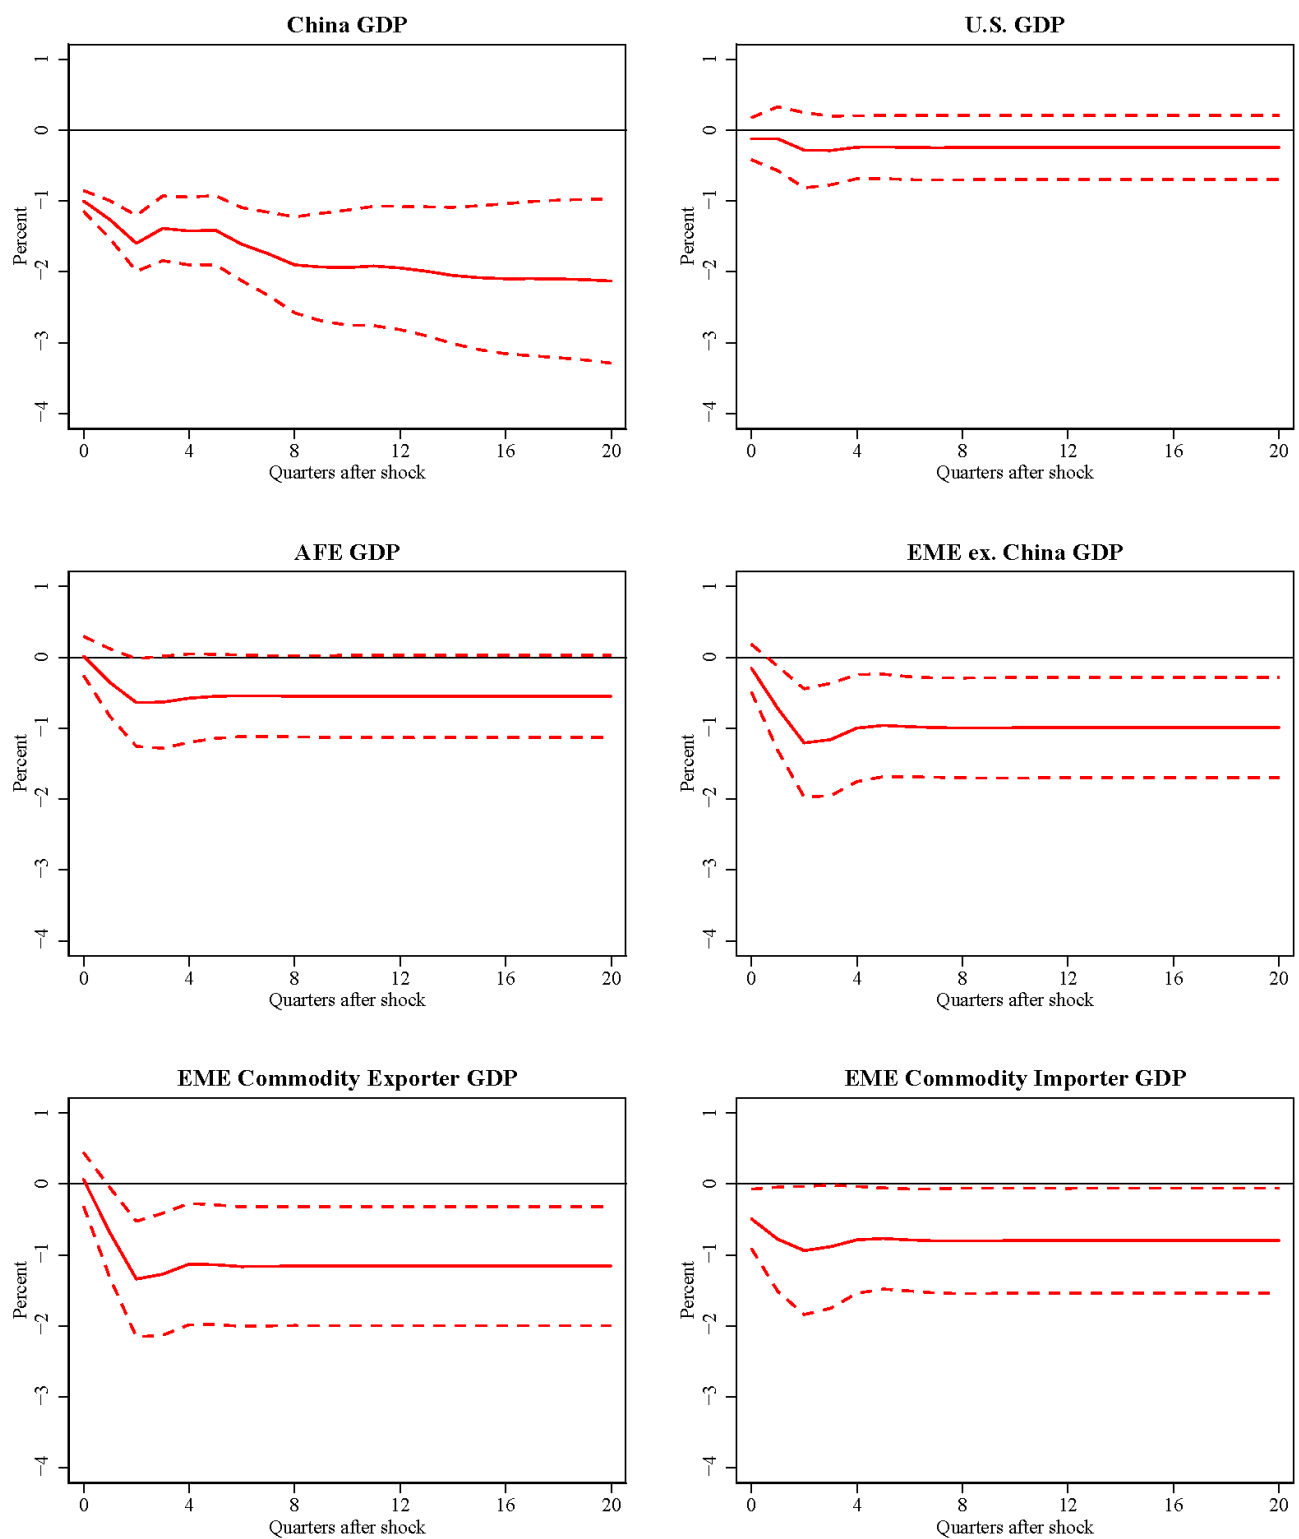 China GDP
Percent
1
0
−1
−2
−3
−4
0 4 8 12 16 20
Quarters after shock
U.S. GDP
Percent
1
0
−1
−2
−3
−4
0 4 8 12 16 20
Quarters after shock
AFE GDP
Percent
1
0
−1
−2
−3
−4
0 4 8 12 16 20
Quarters after shock
EME ex. China GDP
Percent
1
0
−1
−2
−3
−4
0 4 8 12 16 20
Quarters after shock
EME Commodity Exporter GDP
Percent
1
0
−1
−2
−3
−4
0 4 8 12 16 20
Quarters after shock
EME Commodity Importer GDP
Percent
1
0
−1
−2
−3
−4
0 4 8 12 16 20
Quarters after shock